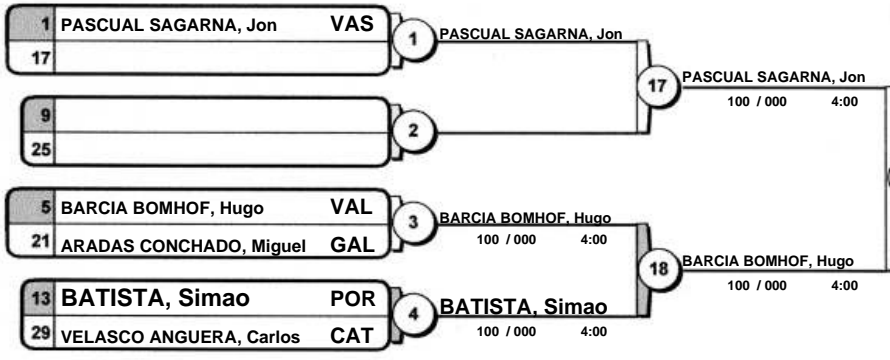 1 PASCUAL SAGARNA, Jon VAS
17
1 PASCUAL SAGARNA, Jon
9
25
2
17 PASCUAL SAGARNA, Jon
100 / 000 4:00
5 BARCIA BOMHOF, Hugo VAL
21 ARADAS CONCHADO, Miguel GAL
3 BARCIA BOMHOF, Hugo
100 / 000 4:00
13 BATISTA, Simao POR
29 VELASCO ANGUERA, Carlos CAT
4 BATISTA, Simao
100 / 000 4:00
18 BARCIA BOMHOF, Hugo
100 / 000 4:00